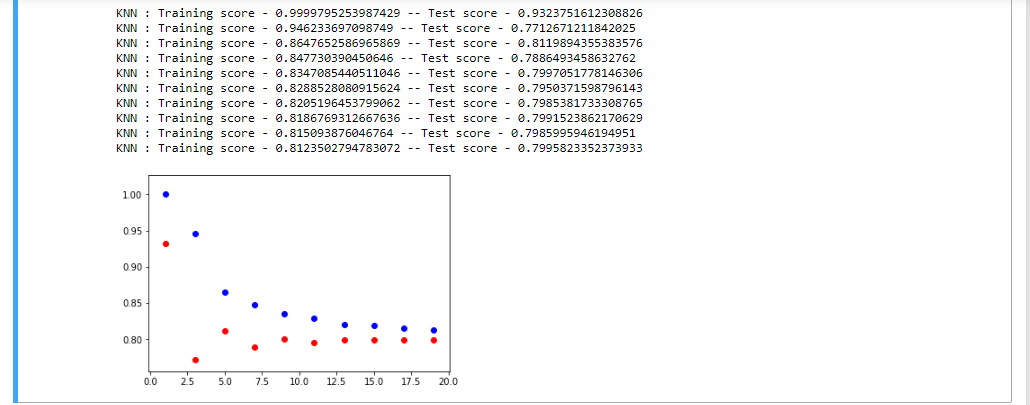 KNN : Training score - 0.9999795253987429 -- Test score - 0.9323751612308826
KNN : Training score - 0.946233697098749 -- Test score - 0.7712671211842025
KNN : Training score - 0.8647652586965869 -- Test score - 0.8119894355383576
KNN : Training score - 0.847730390450646 -- Test score - 0.7886493458632762
KNN : Training score - 0.8347085440511046 -- Test score - 0.7997051778146306
KNN : Training score - 0.8288528080915624 -- Test score - 0.7950371598796143
KNN : Training score - 0.8205196453799062 -- Test score - 0.7985381733308765
KNN : Training score - 0.8186769312667636 -- Test score - 0.7991523862170629
KNN : Training score - 0.815093876046764 -- Test score - 0.7985995946194951
KNN : Training score - 0.8123502794783072 -- Test score - 0.7995823352373933
1.00
0.95
0.90
0.85
0.80
0.0 2.5 5.0 7.5 10.0 12.5 15.0 17.5 20.0